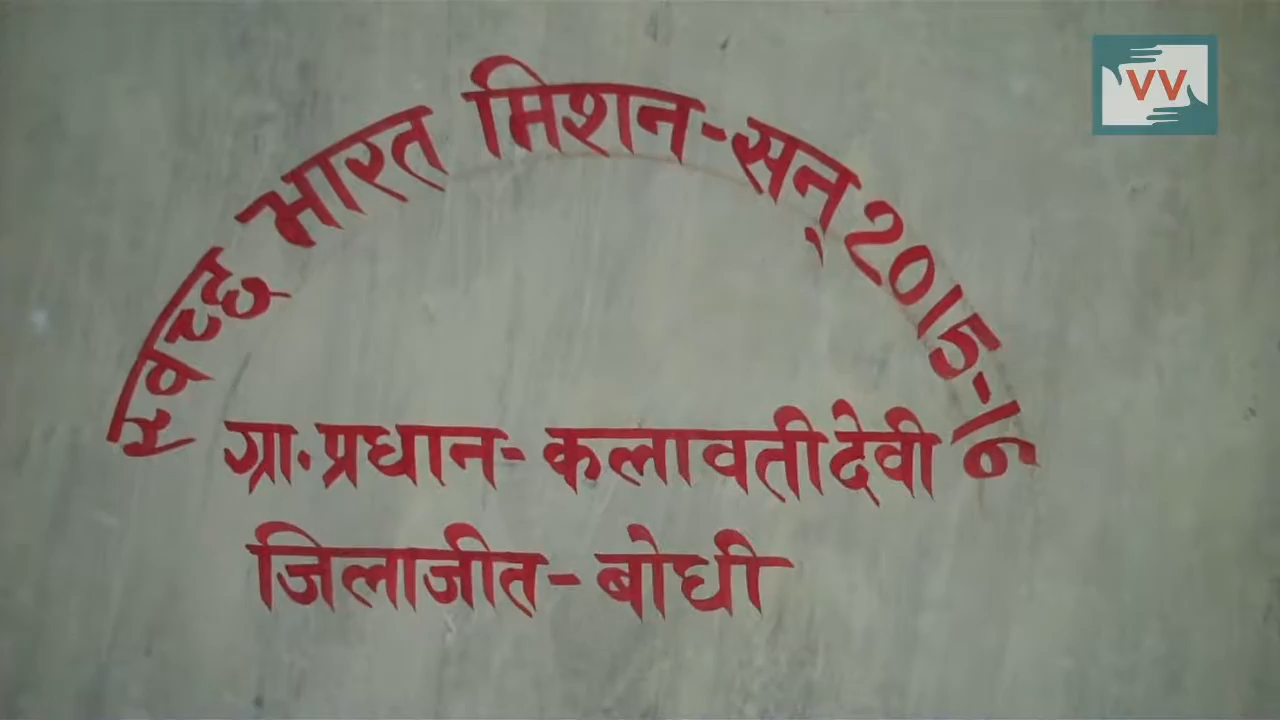 स्वच्छ भारत मिशन-सन् 2015-16
ग्रा. प्रधान- कलावती देवी
जिलाजीत- बोधी
VV